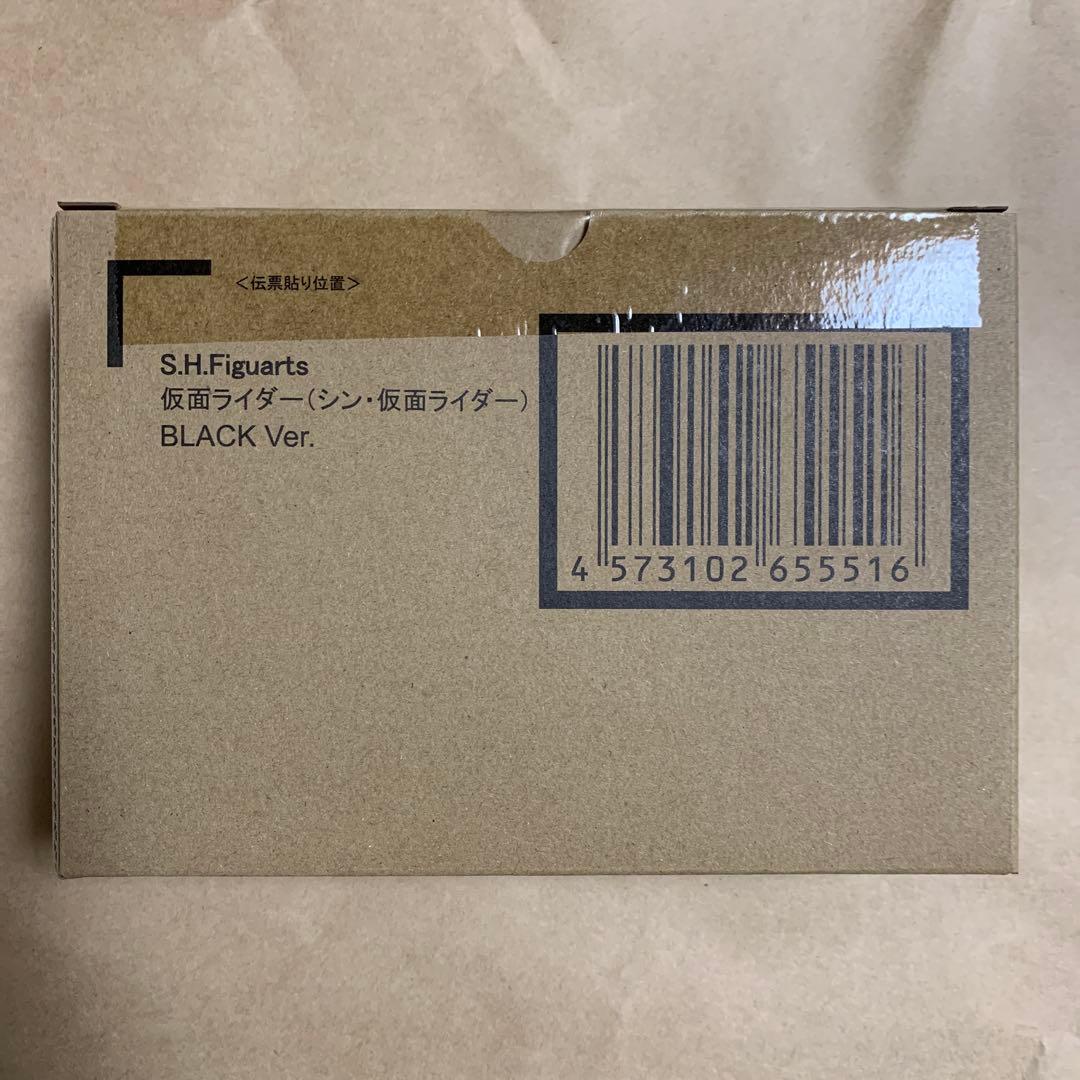 ＜伝票貼り位置＞
S.H.Figuarts
仮面ライダー（シン・仮面ライダー）
BLACK Ver.
4 573102 655516